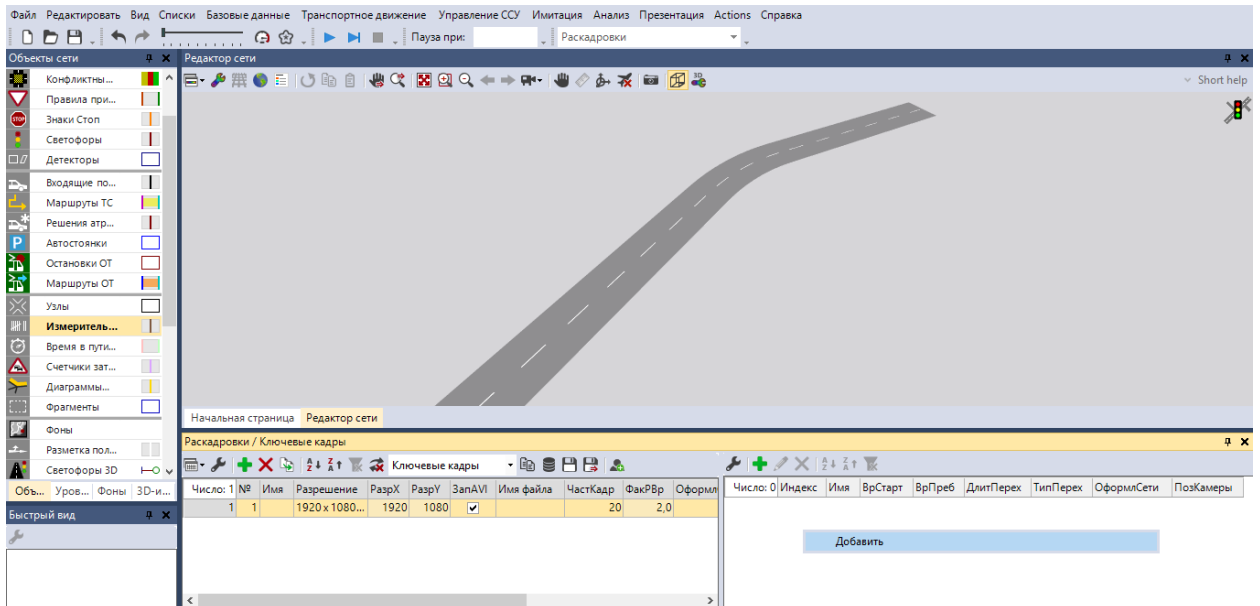 Файл Редактировать Вид Списки Базовые данные Транспортное движение Управление ССУ Имитация Анализ Презентация Actions Справка
Пауза при: Раскадровки
Объекты сети
Редактор сети
Short help
Конфликтны...
Правила при...
STOP Знаки Стоп
Светофоры
Детекторы
Входящие по...
Маршруты ТС
Решения атр...
P Автостоянки
Остановки ОТ
Маршруты ОТ
Узлы
Измеритель...
Время в пути...
Счетчики зат...
Диаграммы...
Фрагменты
Фоны
Разметка пол...
Светофоры 3D
Объ... Уров... Фоны 3D-и...
Быстрый вид
3D
Начальная страница Редактор сети
Раскадровки / Ключевые кадры
Ключевые кадры
Число: 1 № Имя Разрешение РазрX РазрY ЗапAVI Имя файла ЧастКадр ФакРВр Оформл
1 1 1920 x 1080... 1920 1080 20 2,0
Число: 0 Индекс Имя ВрСтарт ВрПреб ДлитПерех ТипПерех ОформлСети ПозКамеры
Добавить